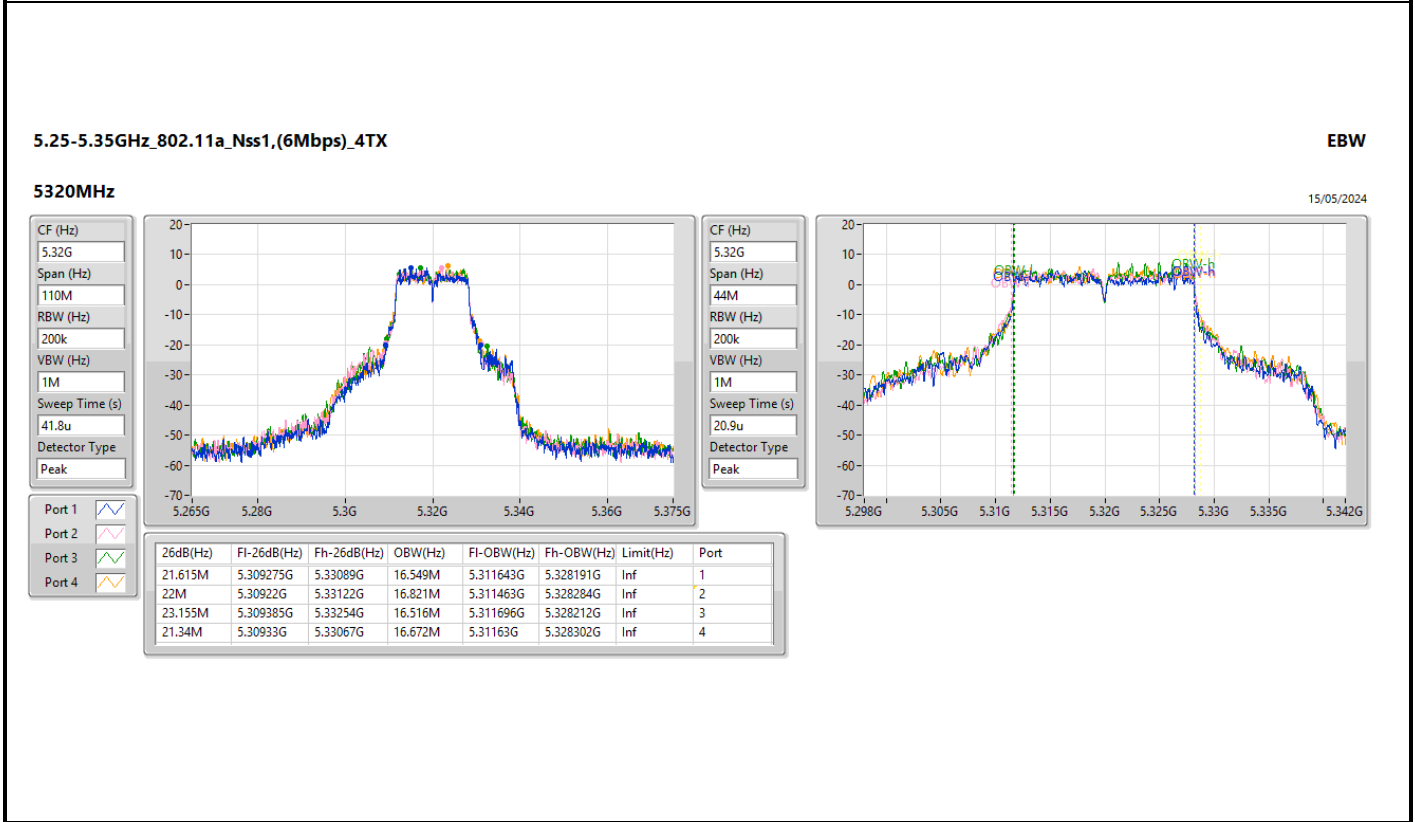 5.25-5.35GHz_802.11a_Nss1,(6Mbps)_4TX
EBW
5320MHz
15/05/2024
CF (Hz)
5.32G
Span (Hz)
110M
RBW (Hz)
200k
VBW (Hz)
1M
Sweep Time (s)
41.8u
Detector Type
Peak
20
10
0
-10
-20
-30
-40
-50
-60
-70
5.265G 5.28G 5.3G 5.32G 5.34G 5.36G 5.375G
CF (Hz)
5.32G
Span (Hz)
44M
RBW (Hz)
200k
VBW (Hz)
1M
Sweep Time (s)
20.9u
Detector Type
Peak
20
10
0
-10
-20
-30
-40
-50
-60
-70
OBW-h
OBW-h
5.298G 5.305G 5.31G 5.315G 5.32G 5.325G 5.33G 5.335G 5.342G
Port 1
Port 2
Port 3
Port 4
26dB(Hz) Fl-26dB(Hz) Fh-26dB(Hz) OBW(Hz) Fl-OBW(Hz) Fh-OBW(Hz) Limit(Hz) Port
21.615M 5.309275G 5.33089G 16.549M 5.311643G 5.328191G Inf 1
22M 5.30922G 5.33122G 16.821M 5.311463G 5.328284G Inf 2
23.155M 5.309385G 5.33254G 16.516M 5.311696G 5.328212G Inf 3
21.34M 5.30933G 5.33067G 16.672M 5.31163G 5.328302G Inf 4